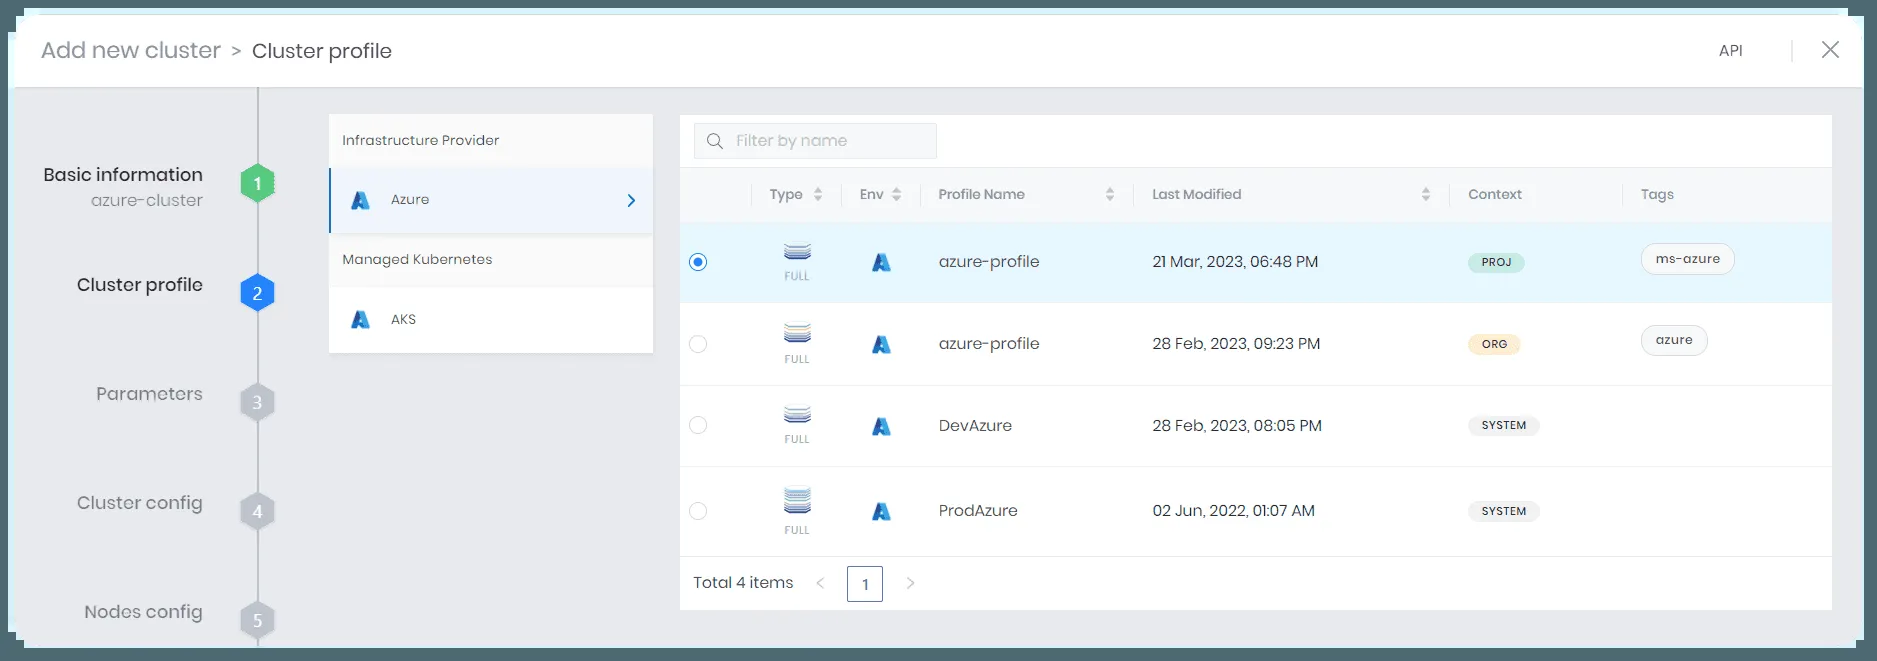 Add new cluster > Cluster profile
API
Basic information
azure-cluster
1
Cluster profile
2
Parameters
3
Cluster config
4
Nodes config
5
Infrastructure Provider
Azure
Managed Kubernetes
AKS
Filter by name
Type Env Profile Name Last Modified Context Tags
FULL azure-profile 21 Mar, 2023, 06:48 PM PROJ ms-azure
FULL azure-profile 28 Feb, 2023, 09:23 PM ORG azure
FULL DevAzure 28 Feb, 2023, 08:05 PM SYSTEM
FULL ProdAzure 02 Jun, 2022, 01:07 AM SYSTEM
Total 4 items < 1 >